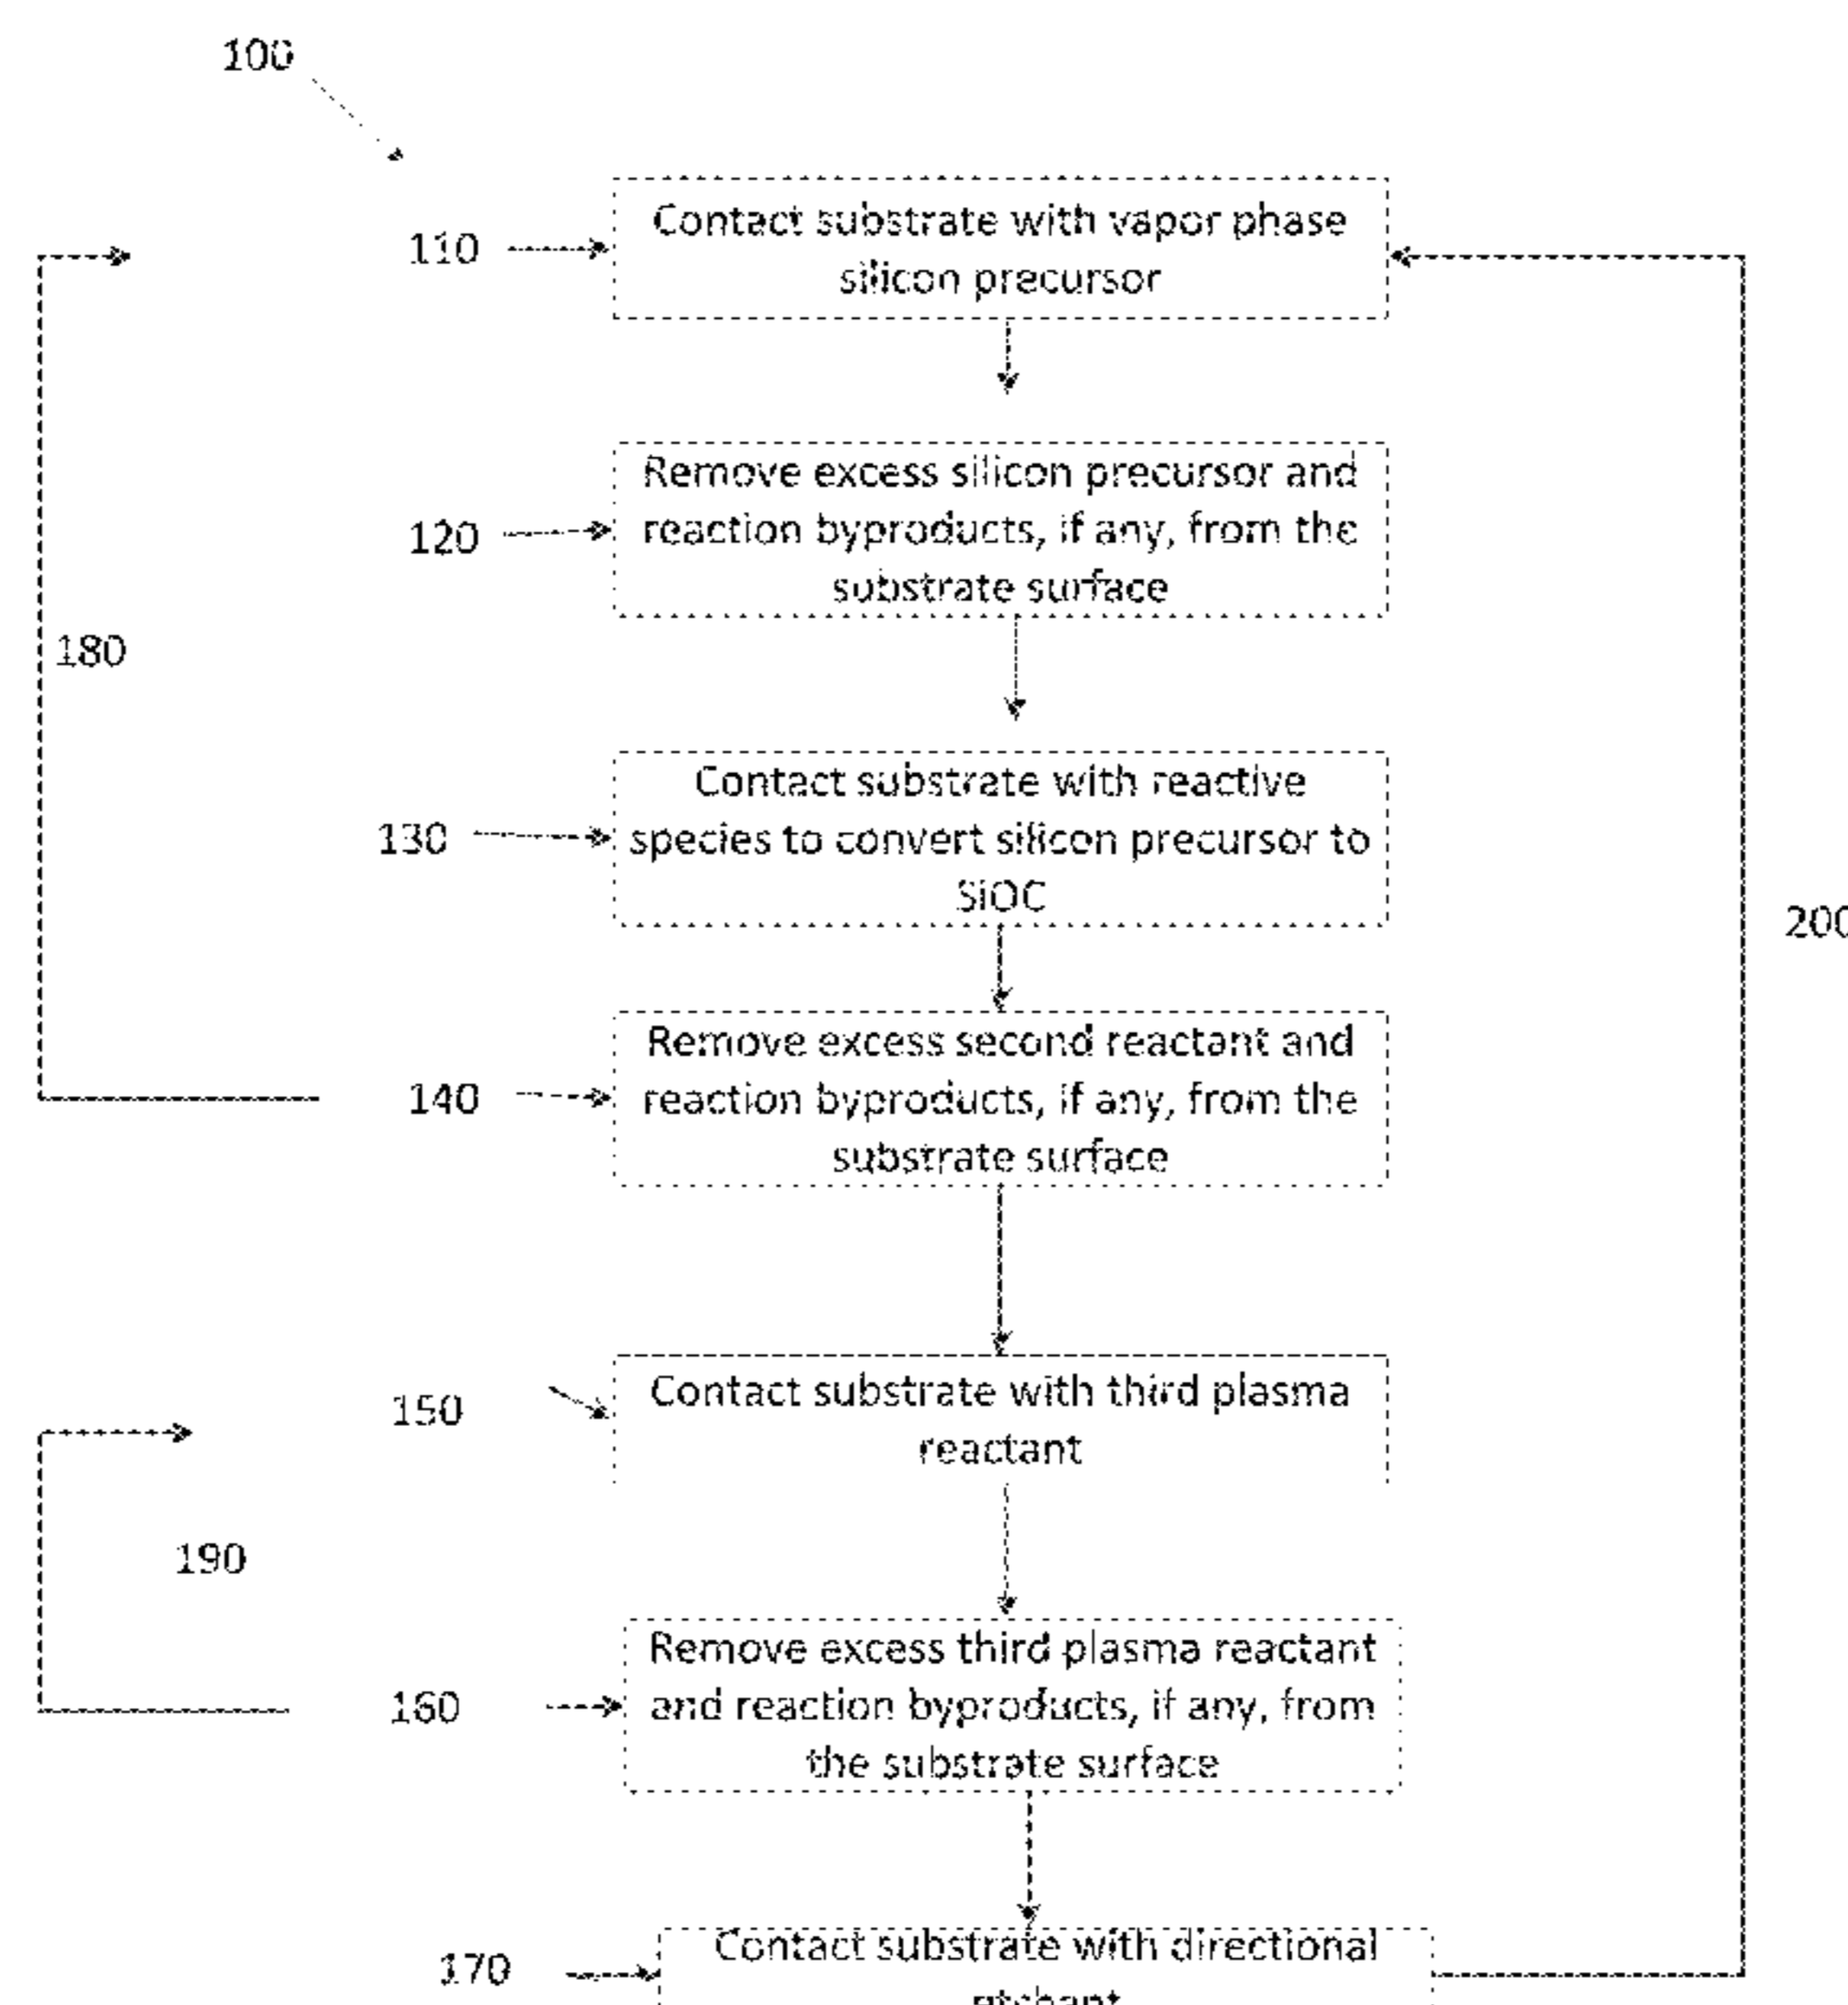 100
110
Contact substrate with vapor phase
silicon precursor
120
Remove excess silicon precursor and
reaction byproducts, if any, from the
substrate surface
180
130
Contact substrate with reactive
species to convert silicon precursor to
SiOC
200
140
Remove excess second reactant and
reaction byproducts, if any, from the
substrate surface
150
Contact substrate with third plasma
reactant
190
160
Remove excess third plasma reactant
and reaction byproducts, if any, from
the substrate surface
170
Contact substrate with directional
etchant